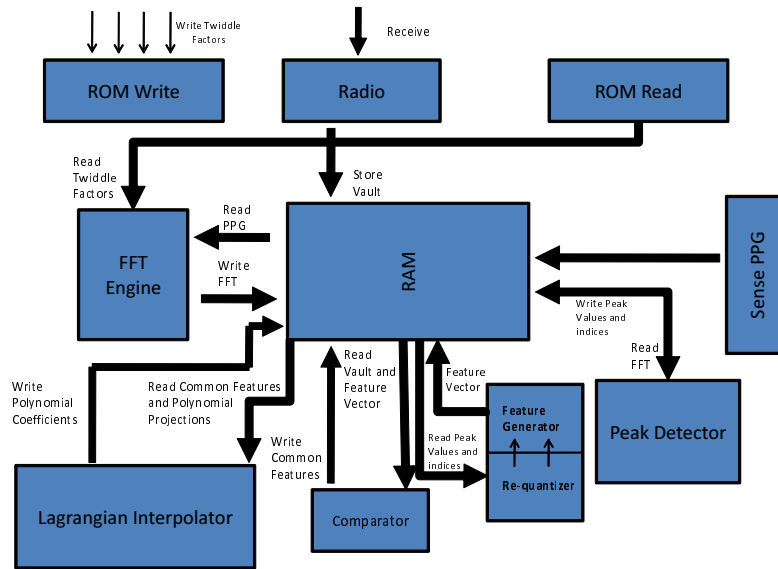 Write Twiddle
Factors
Receive
ROM Write
Radio
ROM Read
Read
Twiddle
Factors
Store
Vault
Read
PPG
FFT
Engine
Write
FFT
RAM
Sense PPG
Write Peak
Values and
indices
Read
FFT
Write
Polynomial
Coefficients
Read Common Features
and Polynomial
Projections
Read
Vault and
Feature
Vector
Feature
Vector
Write
Common
Features
Read Peak
Values and
indices
Feature
Generator
Re-quantizer
Peak Detector
Lagrangian Interpolator
Comparator